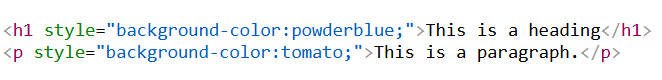 <h1 style="background-color:powderblue;">This is a heading</h1>
<p style="background-color:tomato;">This is a paragraph.</p>